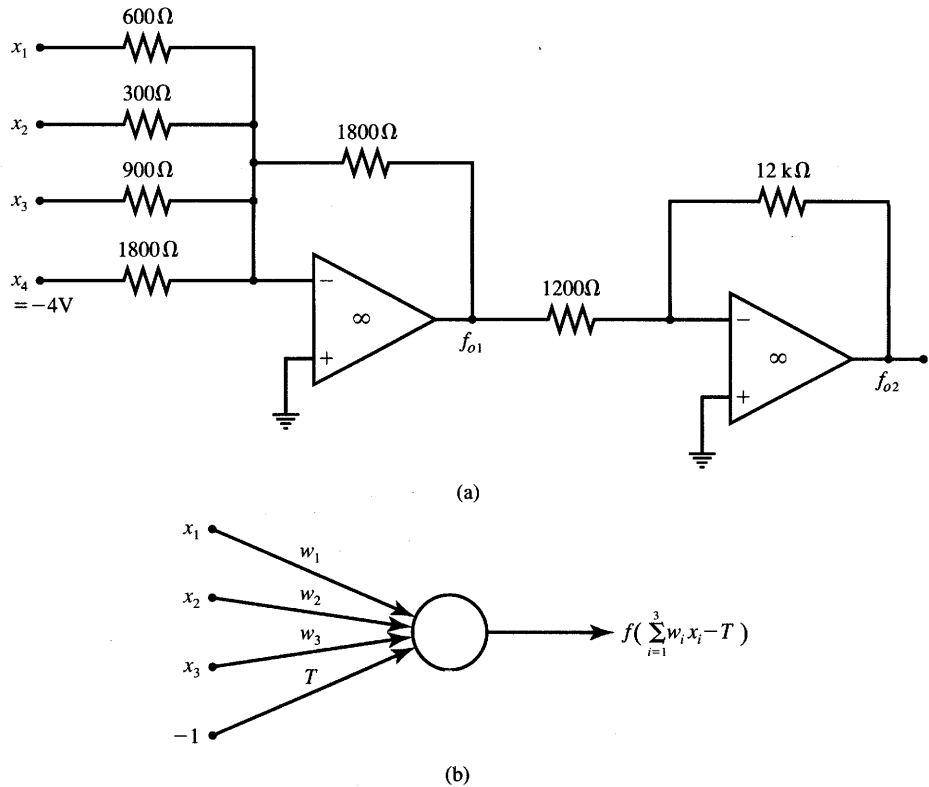 600Ω
x1
300Ω
x2
1800Ω
12 kΩ
900Ω
x3
1800Ω
x4
= −4V
−
∞
+
fo1
1200Ω
−
∞
+
fo2
(a)
x1
w1
x2
w2
w3
x3
T
−1
f( 3∑i=1 wi xi − T )
(b)